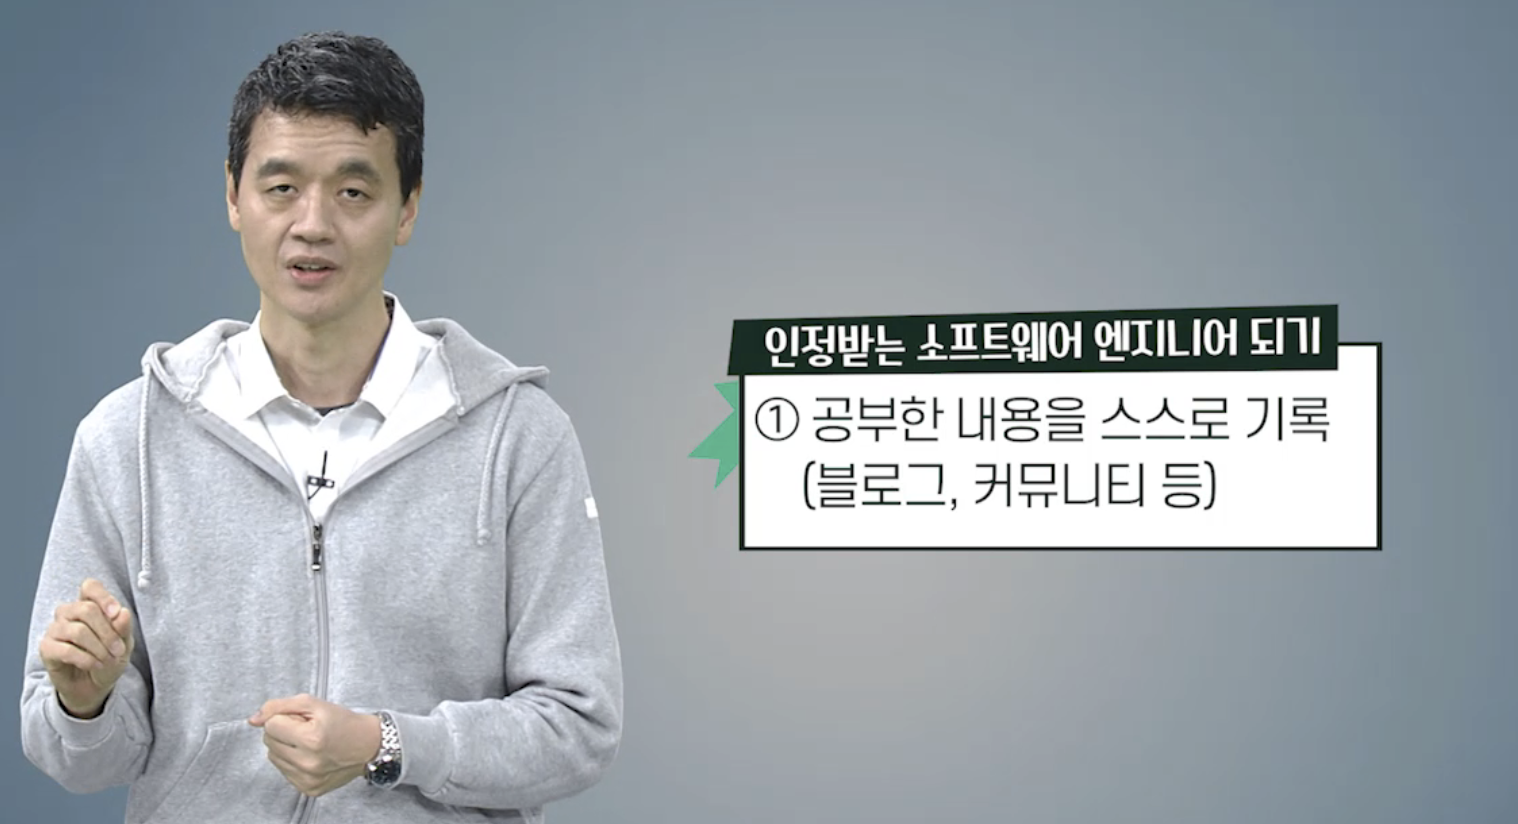 인정받는 소프트웨어 엔지니어 되기
① 공부한 내용을 스스로 기록
(블로그, 커뮤니티 등)